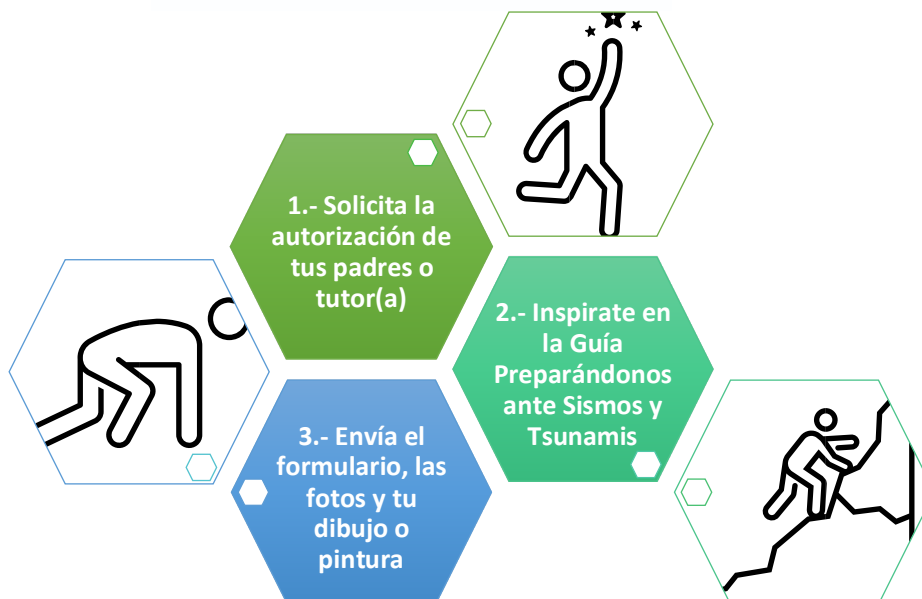 1.- Solicita la
autorización de
tus padres o
tutor(a)
2.- Inspirate en
la Guía
Preparándonos
ante Sismos y
Tsunamis
3.- Envía el
formulario, las
fotos y tu
dibujo o
pintura